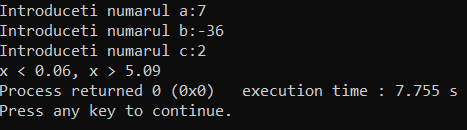 Introduceti numarul a:7
Introduceti numarul b:-36
Introduceti numarul c:2
x < 0.06, x > 5.09
Process returned 0 (0x0)   execution time : 7.755 s
Press any key to continue.